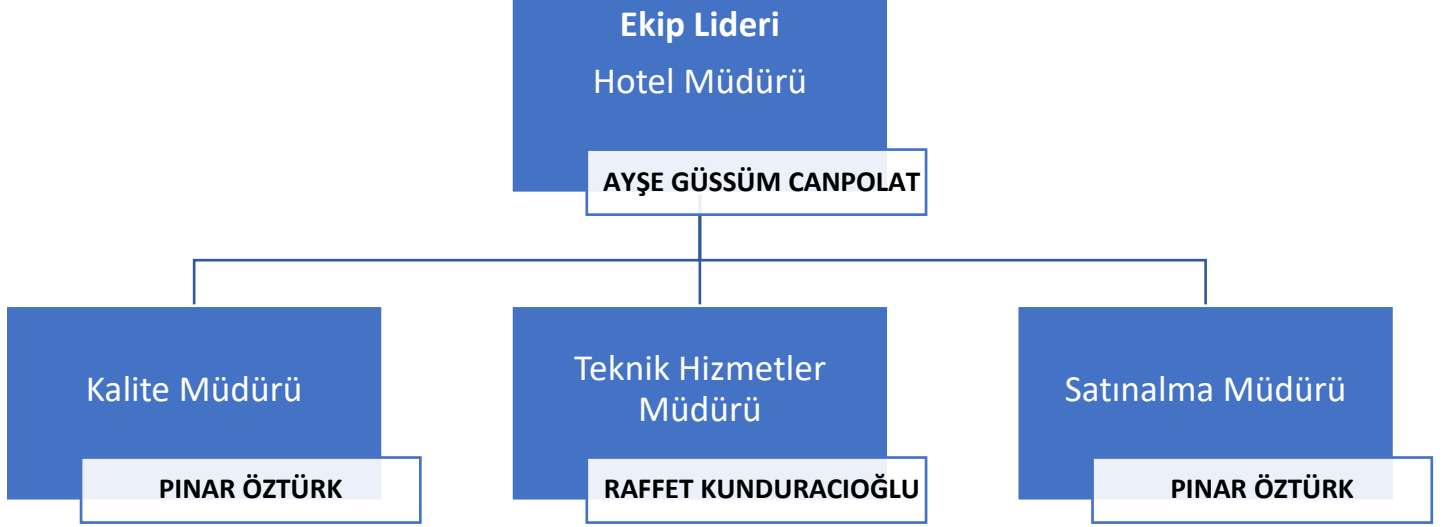 Ekip Lideri
Hotel Müdürü
AYŞE GÜSSÜM CANPOLAT
Kalite Müdürü
PINAR ÖZTÜRK
Teknik Hizmetler
Müdürü
RAFFET KUNDURACIOĞLU
Satınalma Müdürü
PINAR ÖZTÜRK